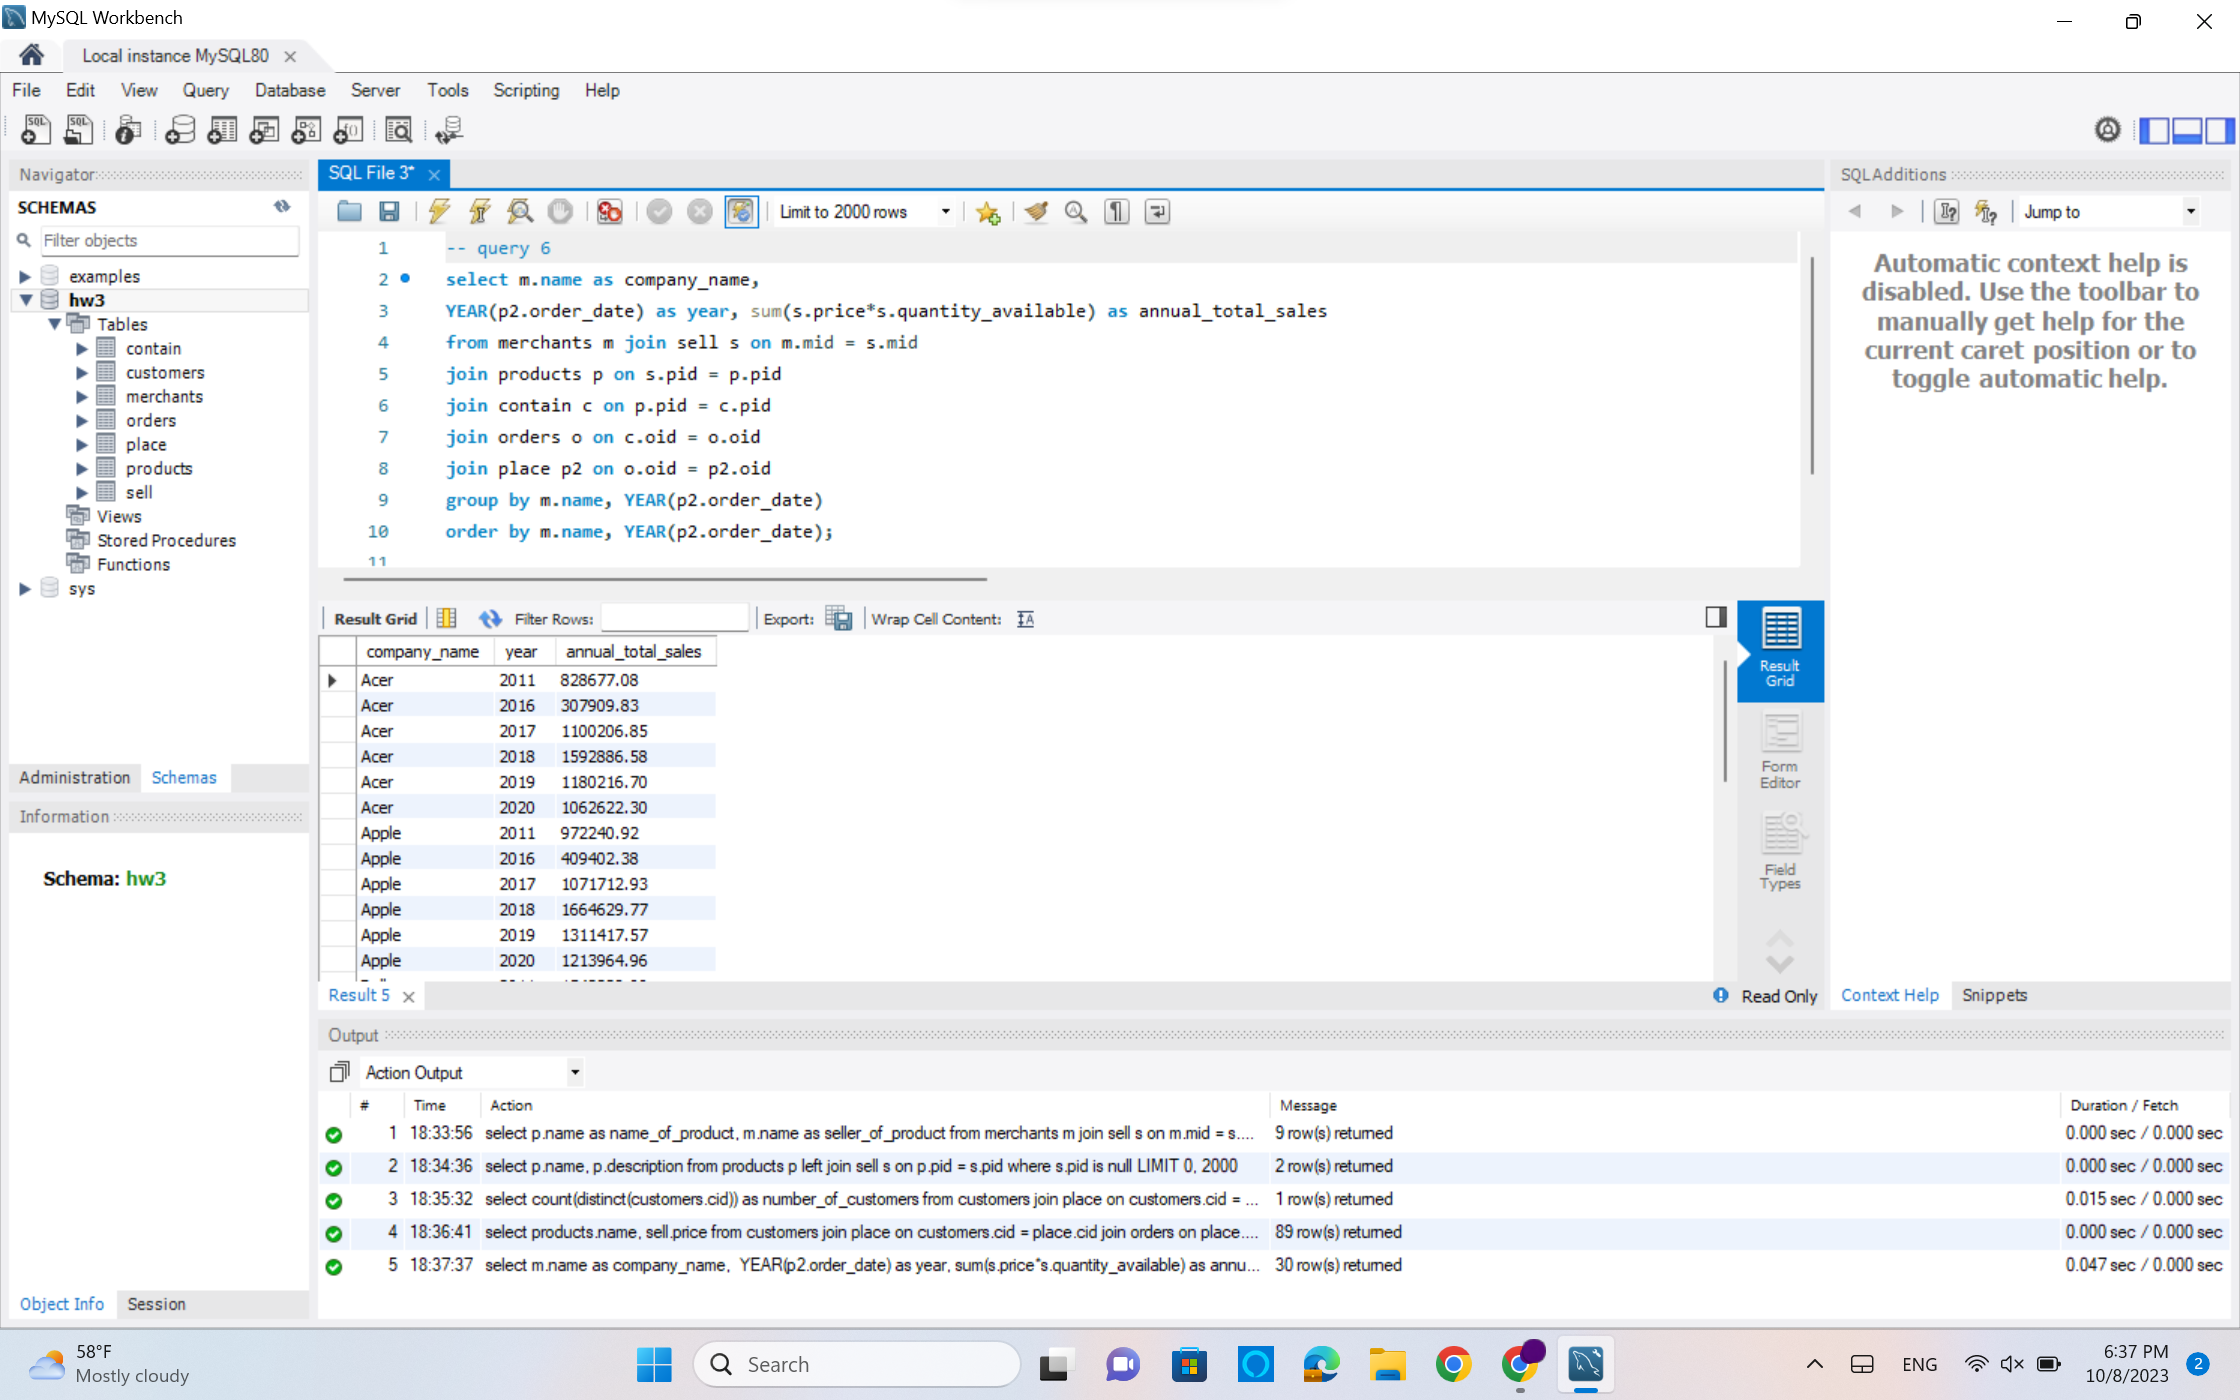 MySQL Workbench
Local instance MySQL80
File Edit View Query Database Server Tools Scripting Help
Navigator
SCHEMAS
Filter objects
examples
hw3
Tables
contain
customers
merchants
orders
place
products
sell
Views
Stored Procedures
Functions
sys
Administration Schemas
Information
Schema: hw3
Object Info Session
SQL File 3*
Limit to 2000 rows
1 -- query 6
2 select m.name as company_name,
3 YEAR(p2.order_date) as year, sum(s.price*s.quantity_available) as annual_total_sales
4 from merchants m join sell s on m.mid = s.mid
5 join products p on s.pid = p.pid
6 join contain c on p.pid = c.pid
7 join orders o on c.oid = o.oid
8 join place p2 on o.oid = p2.oid
9 group by m.name, YEAR(p2.order_date)
10 order by m.name, YEAR(p2.order_date);
11
Result Grid Filter Rows: Export: Wrap Cell Content:
company_name year annual_total_sales
Acer 2011 828677.08
Acer 2016 307909.83
Acer 2017 1100206.85
Acer 2018 1592886.58
Acer 2019 1180216.70
Acer 2020 1062622.30
Apple 2011 972240.92
Apple 2016 409402.38
Apple 2017 1071712.93
Apple 2018 1664629.77
Apple 2019 1311417.57
Apple 2020 1213964.96
Result Grid
Form Editor
Field Types
Result 5
Read Only
SQLAdditions
Jump to
Automatic context help is
disabled. Use the toolbar to
manually get help for the
current caret position or to
toggle automatic help.
Context Help Snippets
Output
Action Output
# Time Action Message Duration / Fetch
1 18:33:56 select p.name as name_of_product, m.name as seller_of_product from merchants m join sell s on m.mid = s.... 9 row(s) returned 0.000 sec / 0.000 sec
2 18:34:36 select p.name, p.description from products p left join sell s on p.pid = s.pid where s.pid is null LIMIT 0, 2000 2 row(s) returned 0.000 sec / 0.000 sec
3 18:35:32 select count(distinct(customers.cid)) as number_of_customers from customers join place on customers.cid = ... 1 row(s) returned 0.015 sec / 0.000 sec
4 18:36:41 select products.name, sell.price from customers join place on customers.cid = place.cid join orders on place.... 89 row(s) returned 0.000 sec / 0.000 sec
5 18:37:37 select m.name as company_name, YEAR(p2.order_date) as year, sum(s.price*s.quantity_available) as annu... 30 row(s) returned 0.047 sec / 0.000 sec
58°F
Mostly cloudy
Search
ENG
6:37 PM
10/8/2023
2